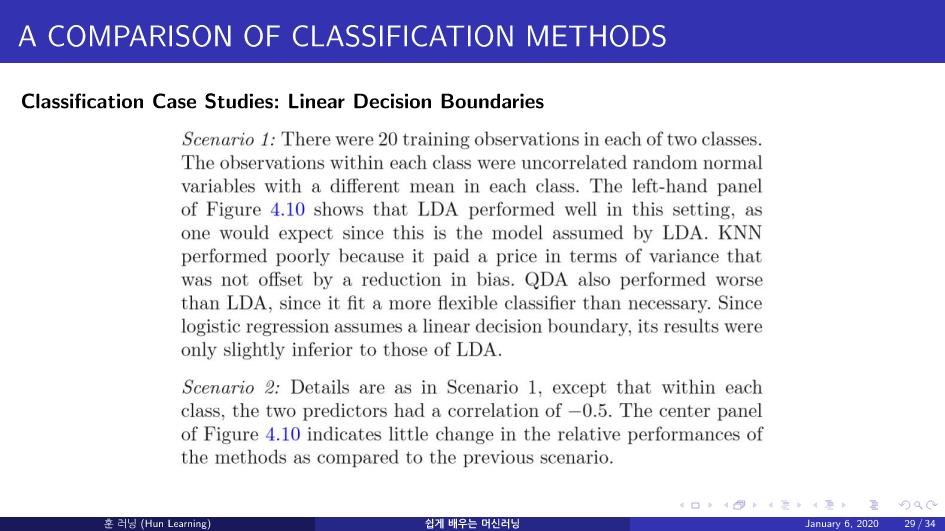 A COMPARISON OF CLASSIFICATION METHODS
Classification Case Studies: Linear Decision Boundaries
Scenario 1: There were 20 training observations in each of two classes.
The observations within each class were uncorrelated random normal
variables with a different mean in each class. The left-hand panel
of Figure 4.10 shows that LDA performed well in this setting, as
one would expect since this is the model assumed by LDA. KNN
performed poorly because it paid a price in terms of variance that
was not offset by a reduction in bias. QDA also performed worse
than LDA, since it fit a more flexible classifier than necessary. Since
logistic regression assumes a linear decision boundary, its results were
only slightly inferior to those of LDA.
Scenario 2: Details are as in Scenario 1, except that within each
class, the two predictors had a correlation of −0.5. The center panel
of Figure 4.10 indicates little change in the relative performances of
the methods as compared to the previous scenario.
훈 러닝 (Hun Learning) 쉽게 배우는 머신러닝 January 6, 2020 29 / 34